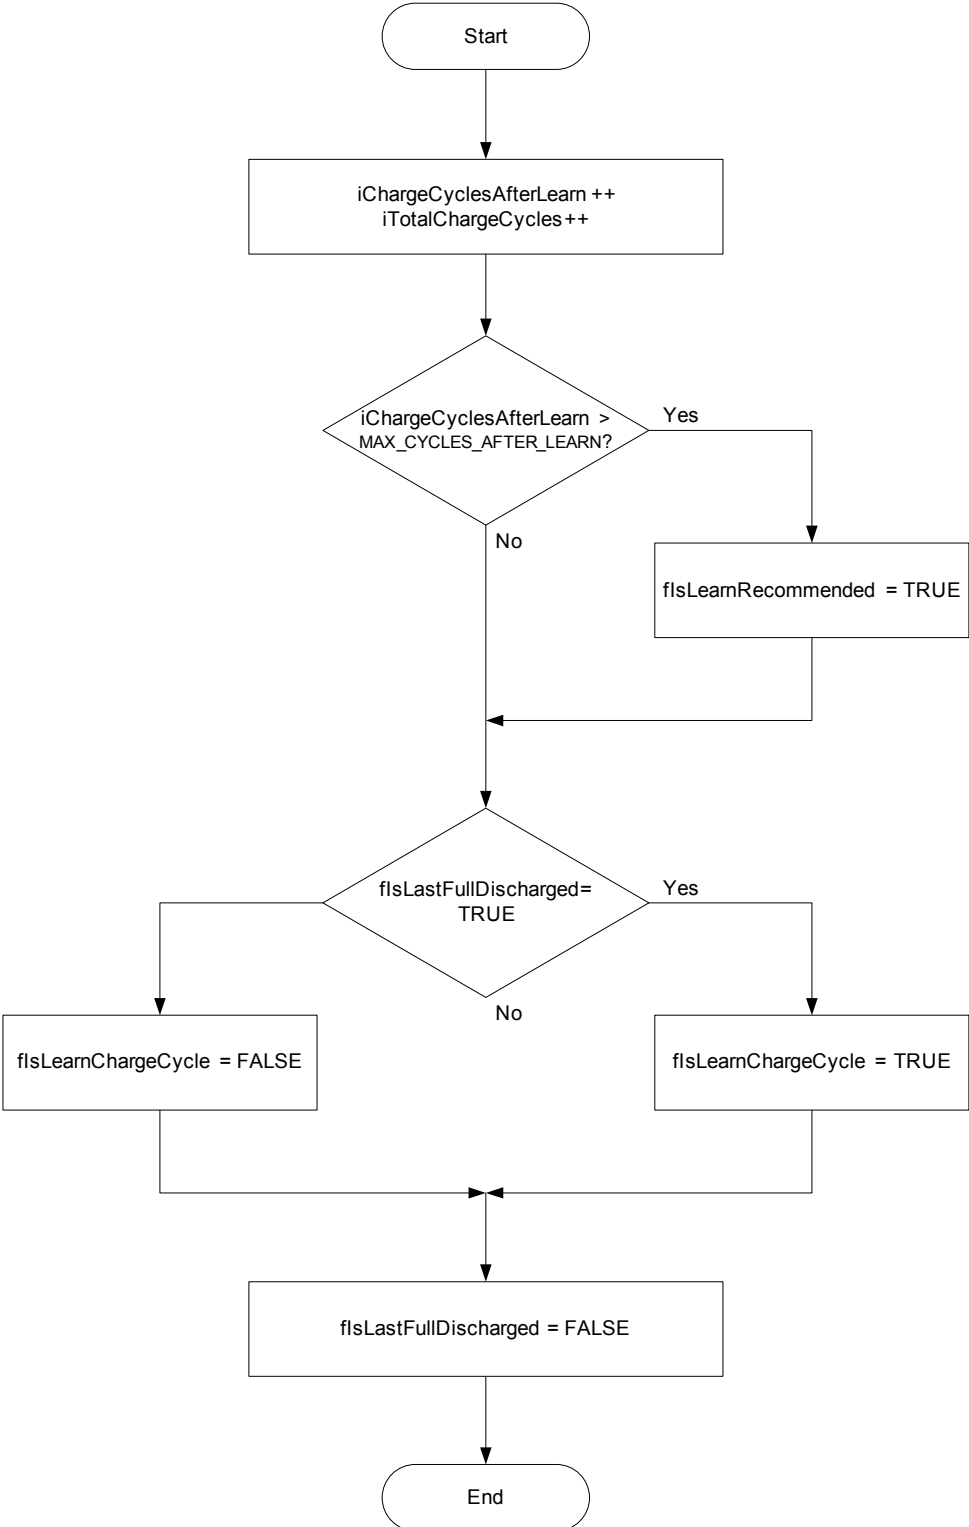 Start
iChargeCyclesAfterLearn ++
iTotalChargeCycles++
iChargeCyclesAfterLearn >
MAX_CYCLES_AFTER_LEARN?
Yes
No
fIsLearnRecommended = TRUE
fIsLastFullDischarged=
TRUE
Yes
No
fIsLearnChargeCycle = FALSE
fIsLearnChargeCycle = TRUE
fIsLastFullDischarged = FALSE
End